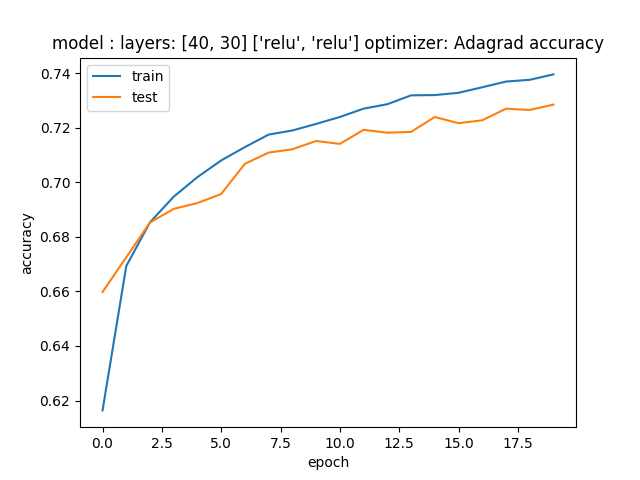 model : layers: [40, 30] ['relu', 'relu'] optimizer: Adagrad accuracy
train
test
0.74
0.72
0.70
0.68
0.66
0.64
0.62
accuracy
0.0 2.5 5.0 7.5 10.0 12.5 15.0 17.5
epoch